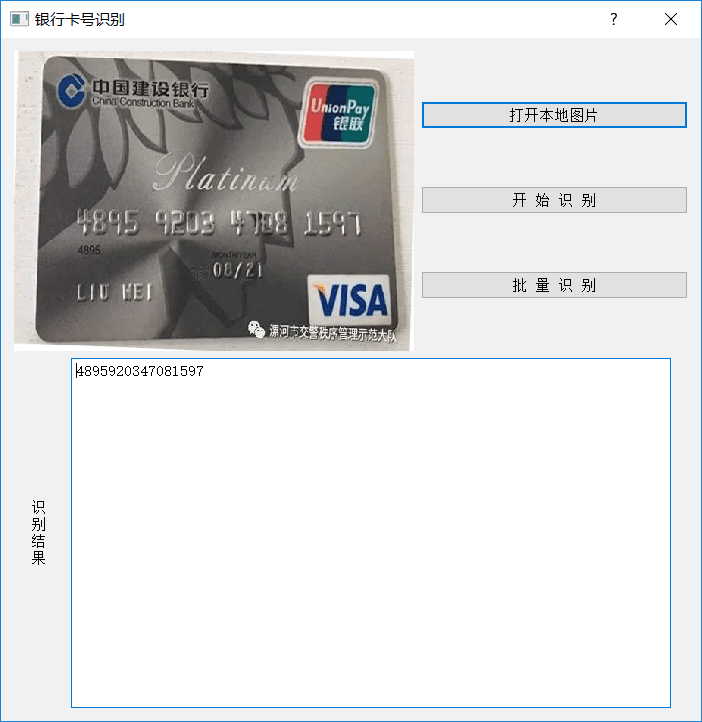 银行卡号识别
中国建设银行
China Construction Bank
UnionPay
银联
打开本地图片
Platinum
开 始 识 别
4895 9203 4708 1597
4895
MONTH/YEAR
08/21
批 量 识 别
LIU MEI
VISA
漯河市交警秩序管理示范大队
4895920347081597
识
别
结
果